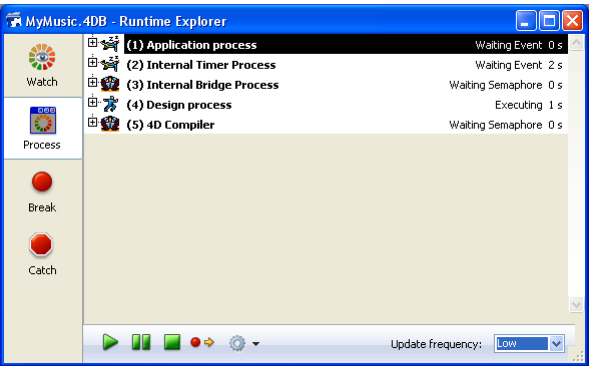 MyMusic.4DB - Runtime Explorer
Watch
Process
Break
Catch
(1) Application process Waiting Event 0 s
(2) Internal Timer Process Waiting Event 2 s
(3) Internal Bridge Process Waiting Semaphore 0 s
(4) Design process Executing 1 s
(5) 4D Compiler Waiting Semaphore 0 s
Update frequency: Low